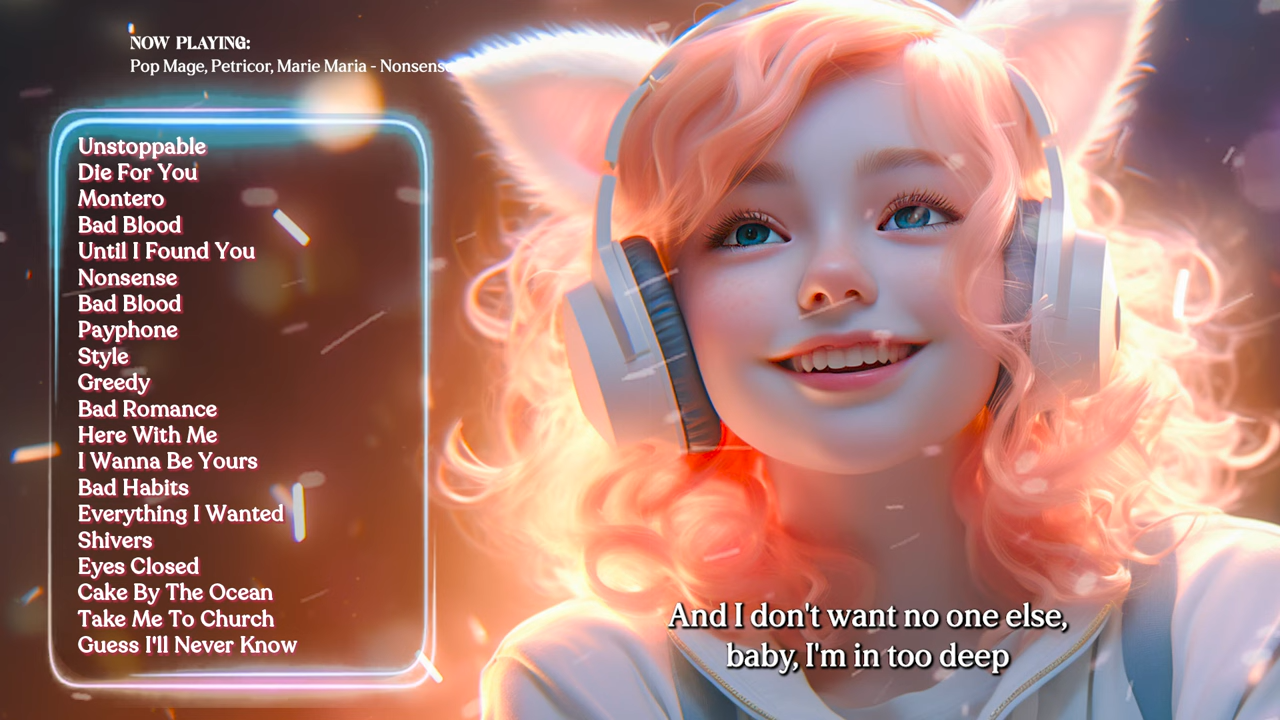 NOW PLAYING:
Pop Mage, Petricor, Marie Maria - Nonsens
Unstoppable
Die For You
Montero
Bad Blood
Until I Found You
Nonsense
Bad Blood
Payphone
Style
Greedy
Bad Romance
Here With Me
I Wanna Be Yours
Bad Habits
Everything I Wanted
Shivers
Eyes Closed
Cake By The Ocean
Take Me To Church
Guess I'll Never Know
And I don't want no one else,
baby, I'm in too deep